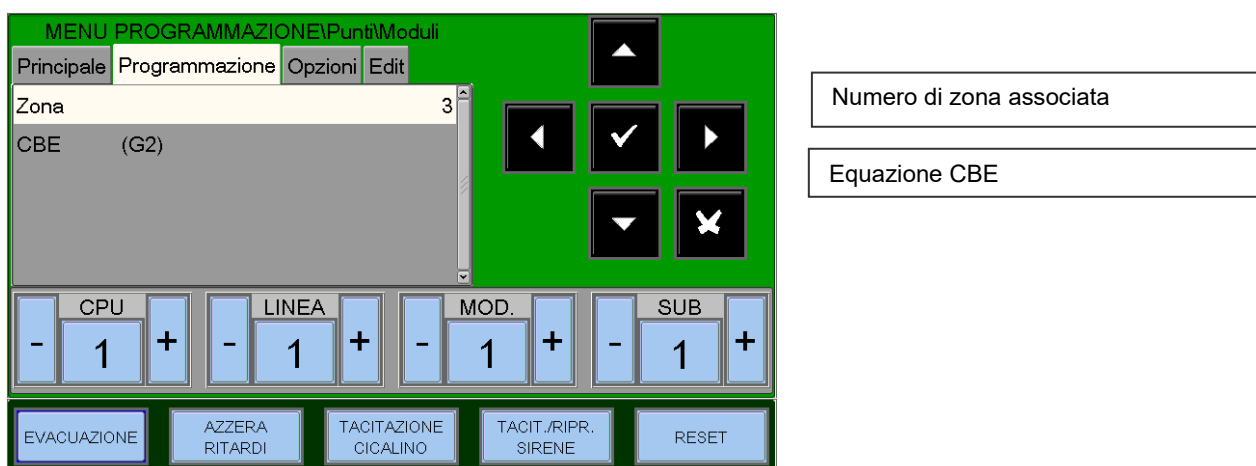 MENU PROGRAMMAZIONE\Punti\Moduli
Principale Programmazione Opzioni Edit
Zona 3
CBE (G2)
Numero di zona associata
Equazione CBE
CPU LINEA MOD. SUB
- 1 + - 1 + - 1 + - 1 +
EVACUAZIONE
AZZERA
RITARDI
TACITAZIONE
CICALINO
TACIT./RIPR.
SIRENE
RESET